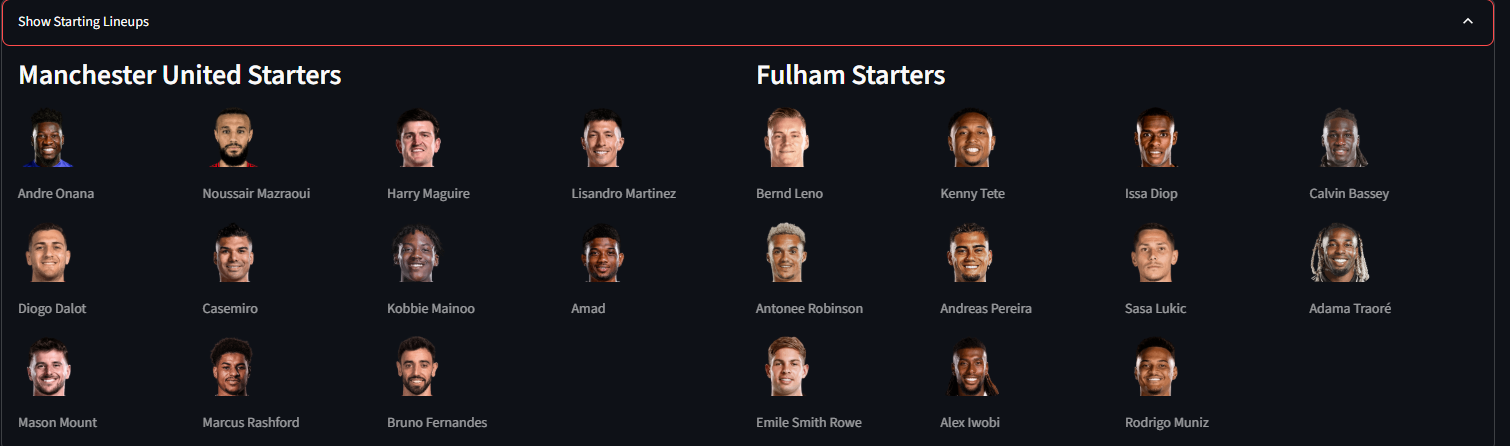 Show Starting Lineups
Manchester United Starters
Andre Onana
Noussair Mazraoui
Harry Maguire
Lisandro Martinez
Diogo Dalot
Casemiro
Kobbie Mainoo
Amad
Mason Mount
Marcus Rashford
Bruno Fernandes
Fulham Starters
Bernd Leno
Kenny Tete
Issa Diop
Calvin Bassey
Antonee Robinson
Andreas Pereira
Sasa Lukic
Adama Traoré
Emile Smith Rowe
Alex Iwobi
Rodrigo Muniz